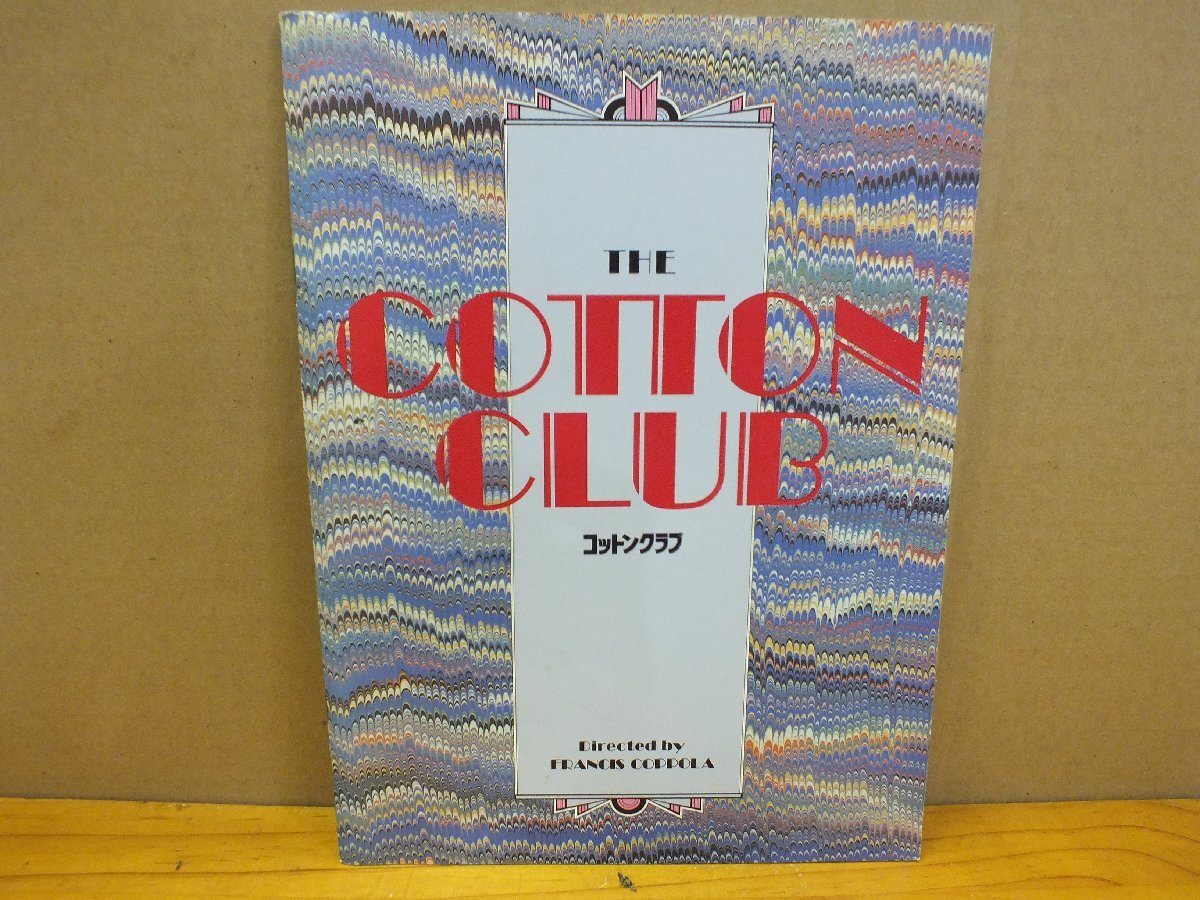 THE
COTTON
CLUB
コットンクラブ
Directed by
FRANCIS COPPOLA